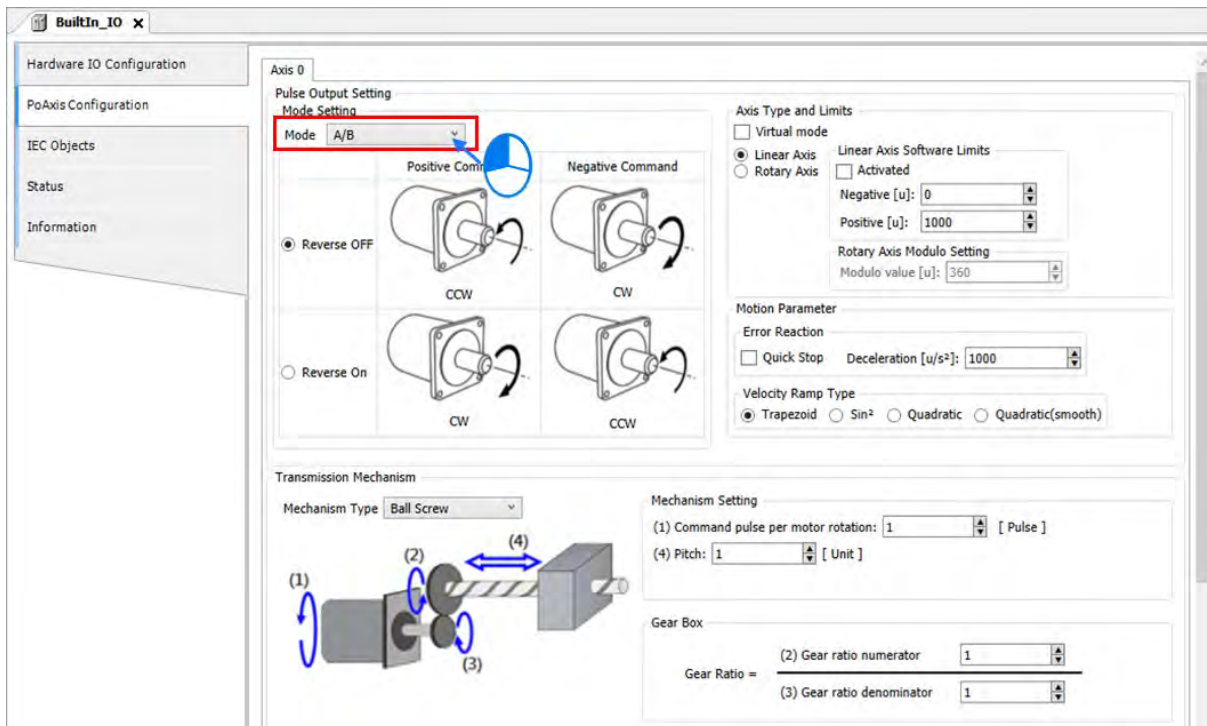 BuiltIn_IO
Hardware IO Configuration
PoAxis Configuration
IEC Objects
Status
Information
Axis 0
Pulse Output Setting
Mode Setting
Mode A/B
Positive Comm Negative Command
Reverse OFF
CCW CW
Reverse On
CW CCW
Axis Type and Limits
Virtual mode
Linear Axis
Rotary Axis
Linear Axis Software Limits
Activated
Negative [u]: 0
Positive [u]: 1000
Rotary Axis Modulo Setting
Modulo value [u]: 360
Motion Parameter
Error Reaction
Quick Stop Deceleration [u/s²]: 1000
Velocity Ramp Type
Trapezoid Sin² Quadratic Quadratic(smooth)
Transmission Mechanism
Mechanism Type Ball Screw
(1)
(2)
(4)
(3)
Mechanism Setting
(1) Command pulse per motor rotation: 1 [ Pulse ]
(4) Pitch: 1 [ Unit ]
Gear Box
Gear Ratio =
(2) Gear ratio numerator 1
(3) Gear ratio denominator 1